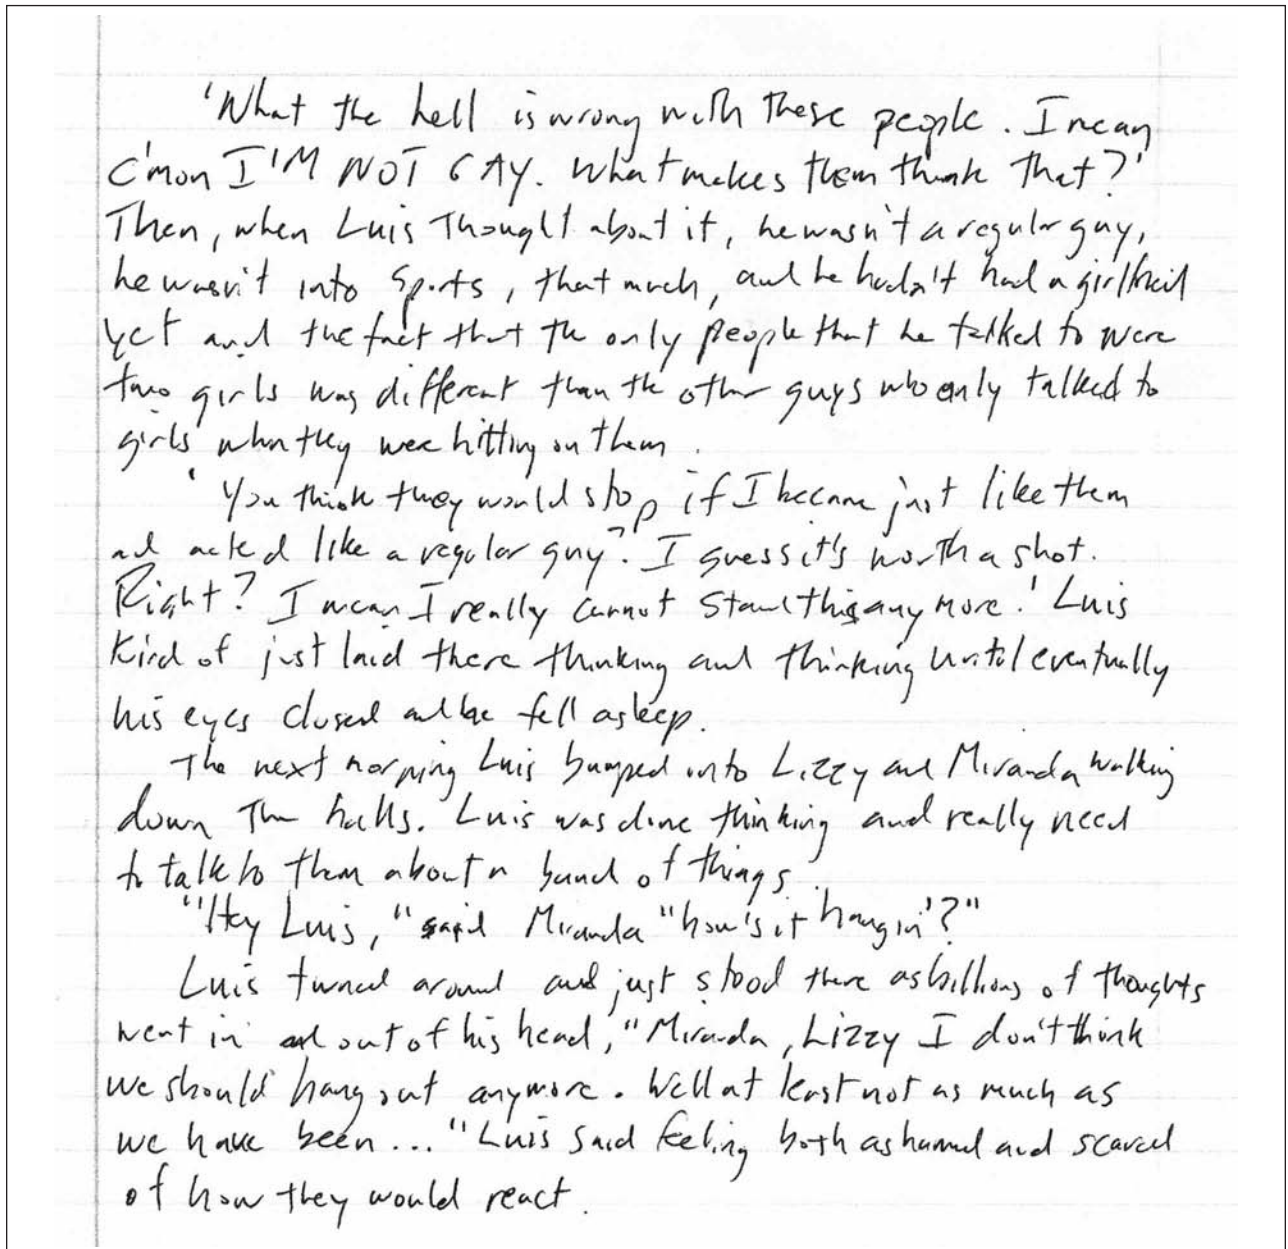 'What the hell is wrong with these people. I mean
C'mon I'M NOT GAY. What makes them think that?'
Then, when Luis Thought about it, he wasn't a regular guy,
he wasn't into Sports, that much, and he hadn't had a girlfrieid
yet and the fact that the only people that he talked to were
two girls was different than the other guys who only talked to
girls when they were hitting on them.
'You think they would stop if I became just like them
and acted like a regular guy? I guess it's worth a shot.
Right? I mean I really cannot stand this any more.' Luis
Kind of just laid there thinking and thinking until eventually
his eyes closed and he fell asleep.
The next morning Luis bumped into Lizzy and Miranda walking
down The halls. Luis was done thinking and really need
to talk to them about a bunch of things.
"Hey Luis," said Miranda "how's it hangin'?"
Luis turned around and just stood there as billions of thoughts
went in and out of his head, "Miranda, Lizzy I don't think
we should hang out anymore. Well at least not as much as
we have been... "Luis said feeling both ashamed and scared
of how they would react.